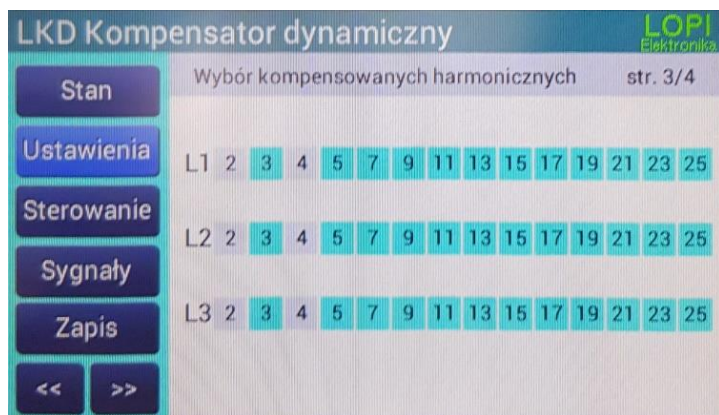 LKD Kompensator dynamiczny
LOPI
Elektronika
Stan
Wybór kompensowanych harmonicznych str. 3/4
Ustawienia
L1 2 3 4 5 7 9 11 13 15 17 19 21 23 25
Sterowanie
L2 2 3 4 5 7 9 11 13 15 17 19 21 23 25
Sygnały
L3 2 3 4 5 7 9 11 13 15 17 19 21 23 25
Zapis
<< >>